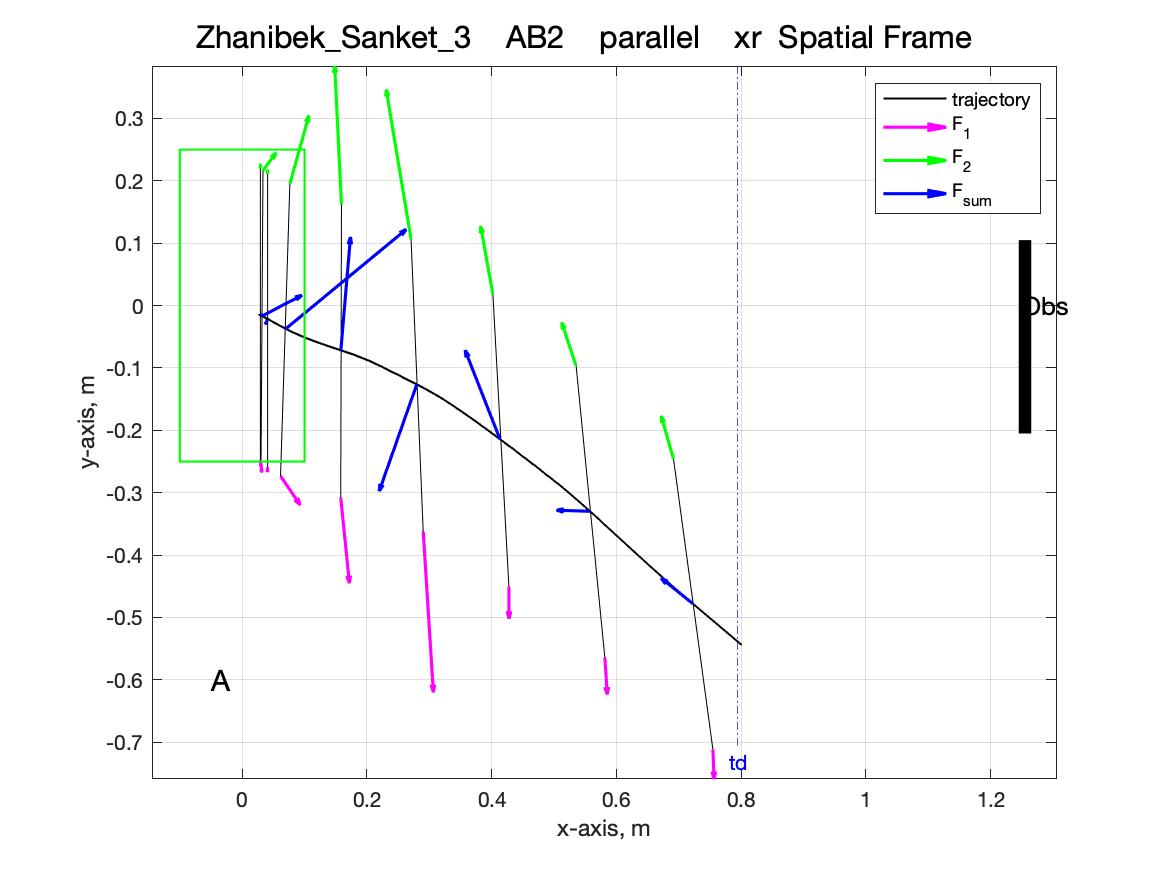 Zhanibek_Sanket_3 AB2 parallel xr Spatial Frame
trajectory
F1
F2
Fsum
0.3
0.2
0.1
0
-0.1
-0.2
-0.3
-0.4
-0.5
-0.6
-0.7
y-axis, m
Obs
A
td
0 0.2 0.4 0.6 0.8 1 1.2
x-axis, m